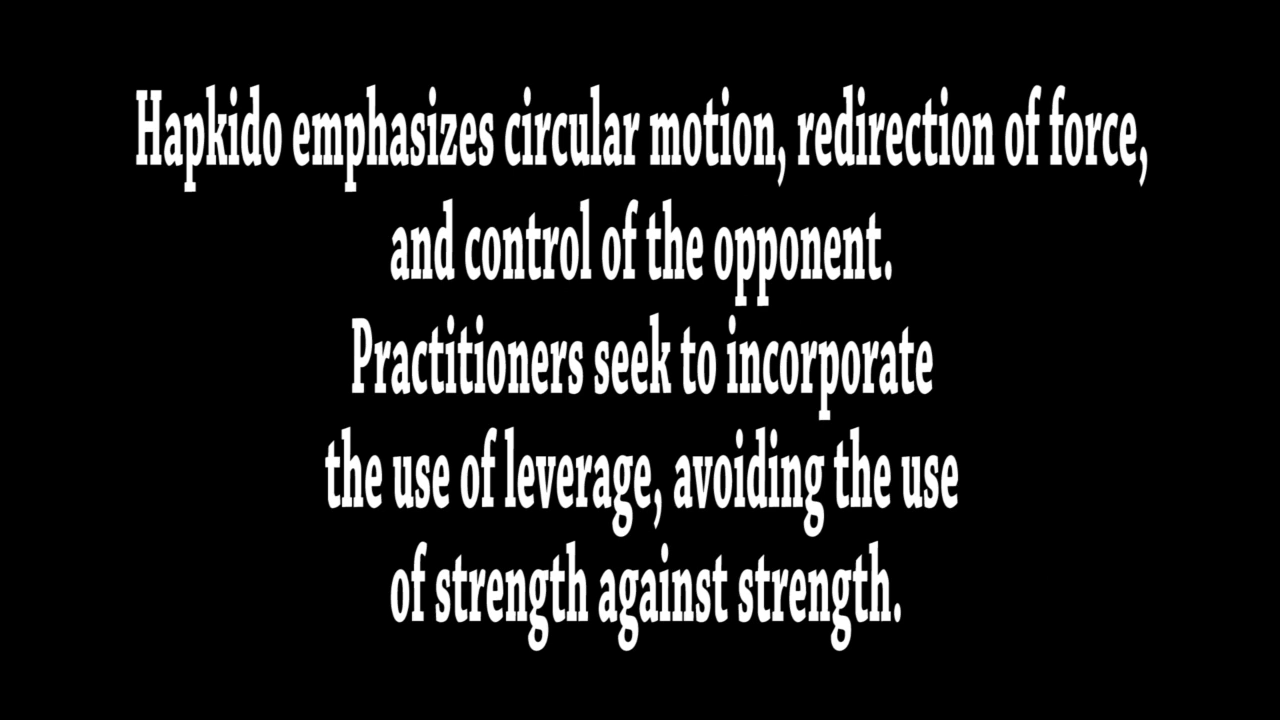 Hapkido emphasizes circular motion, redirection of force,
and control of the opponent.
Practitioners seek to incorporate
the use of leverage, avoiding the use
of strength against strength.